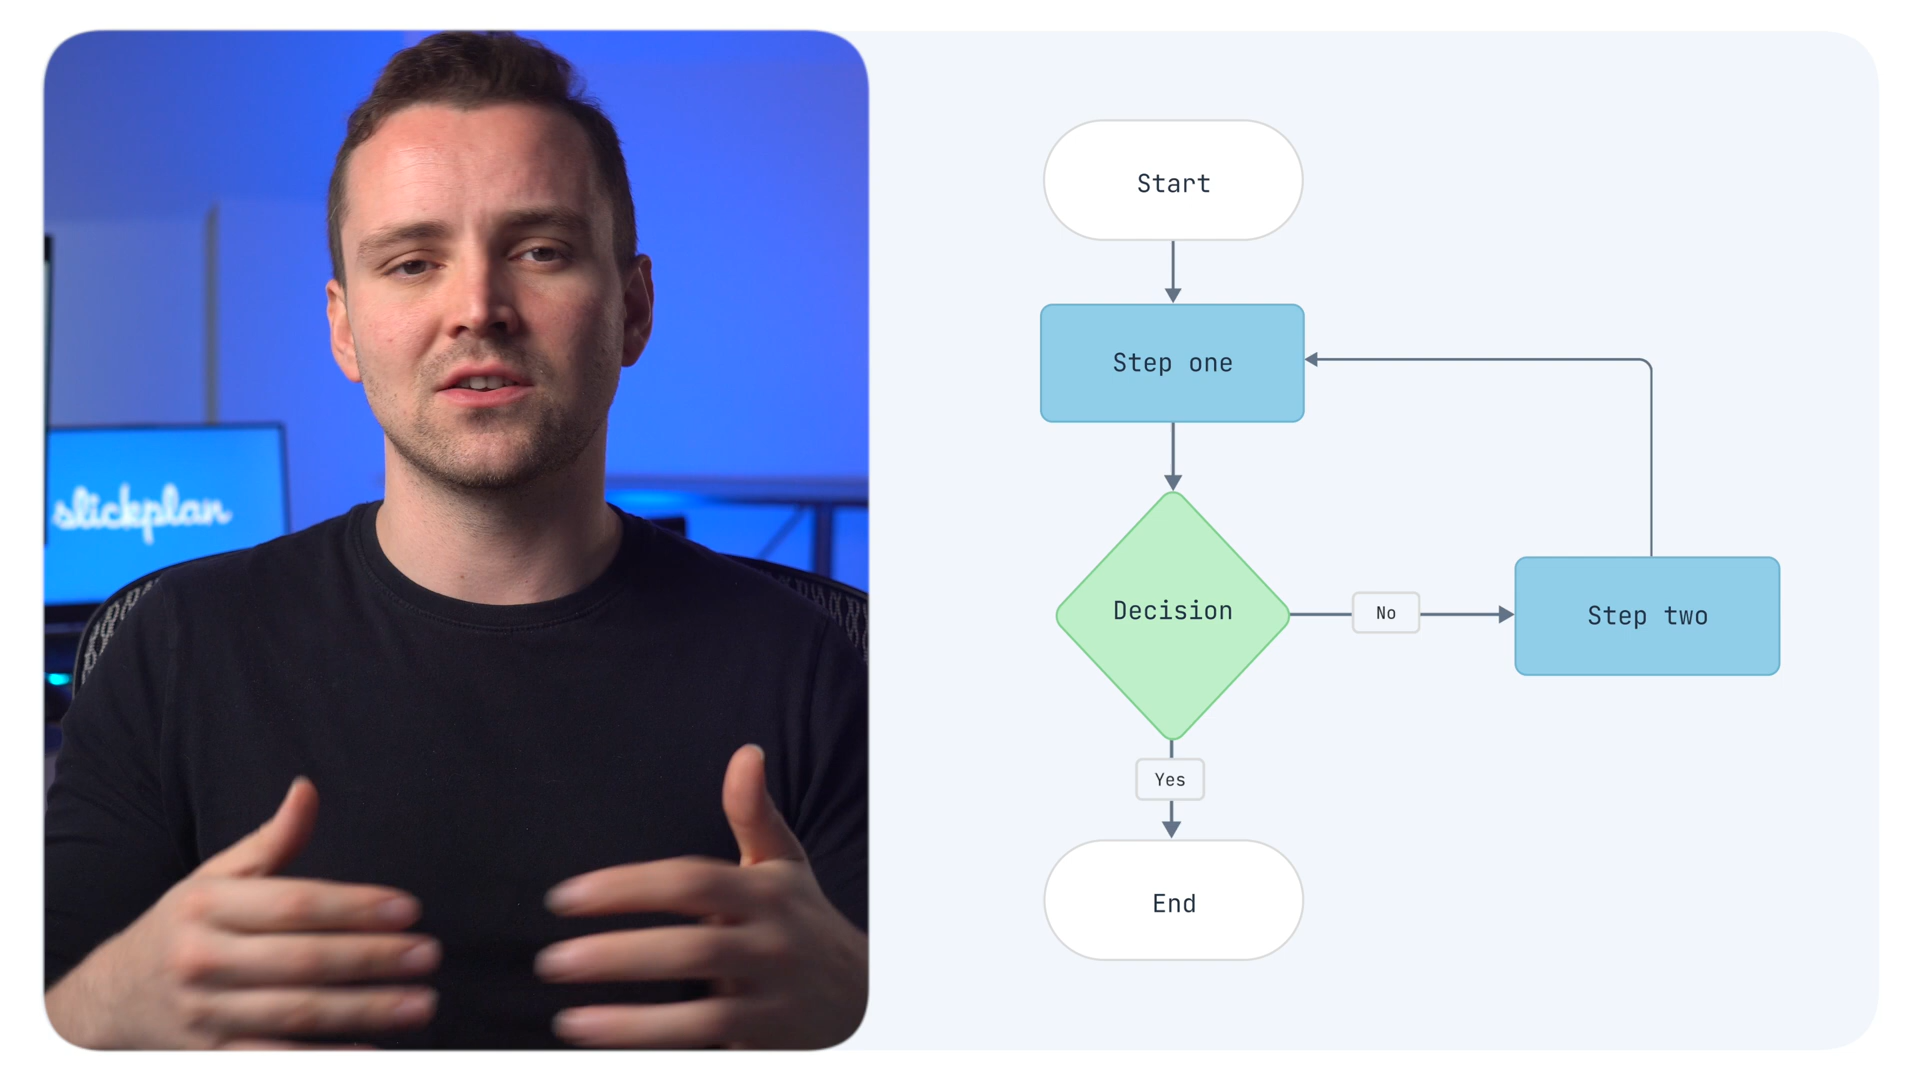 slickplan
Start
Step one
Decision
No
Step two
Yes
End